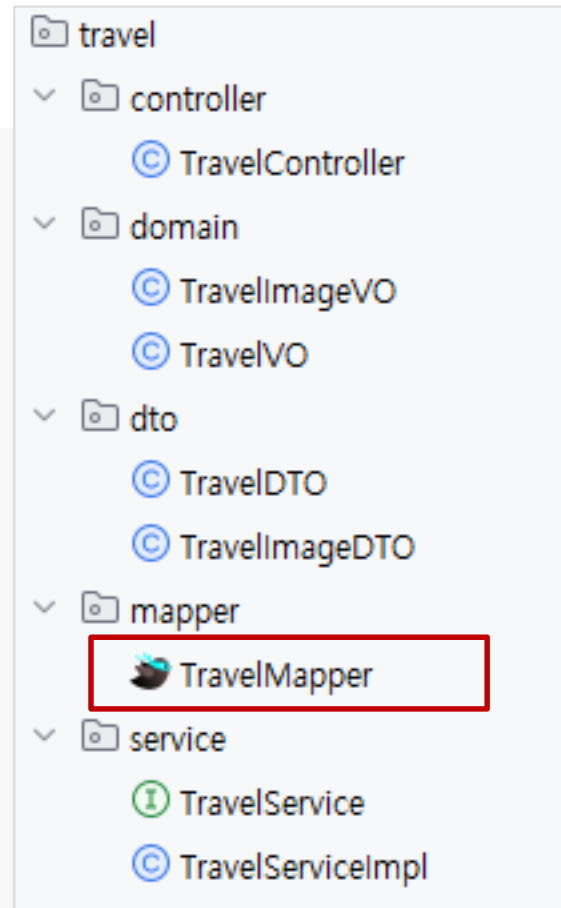 travel
controller
TravelController
domain
TravelImageVO
TravelVO
dto
TravelDTO
TravelImageDTO
mapper
TravelMapper
service
TravelService
TravelServiceImpl